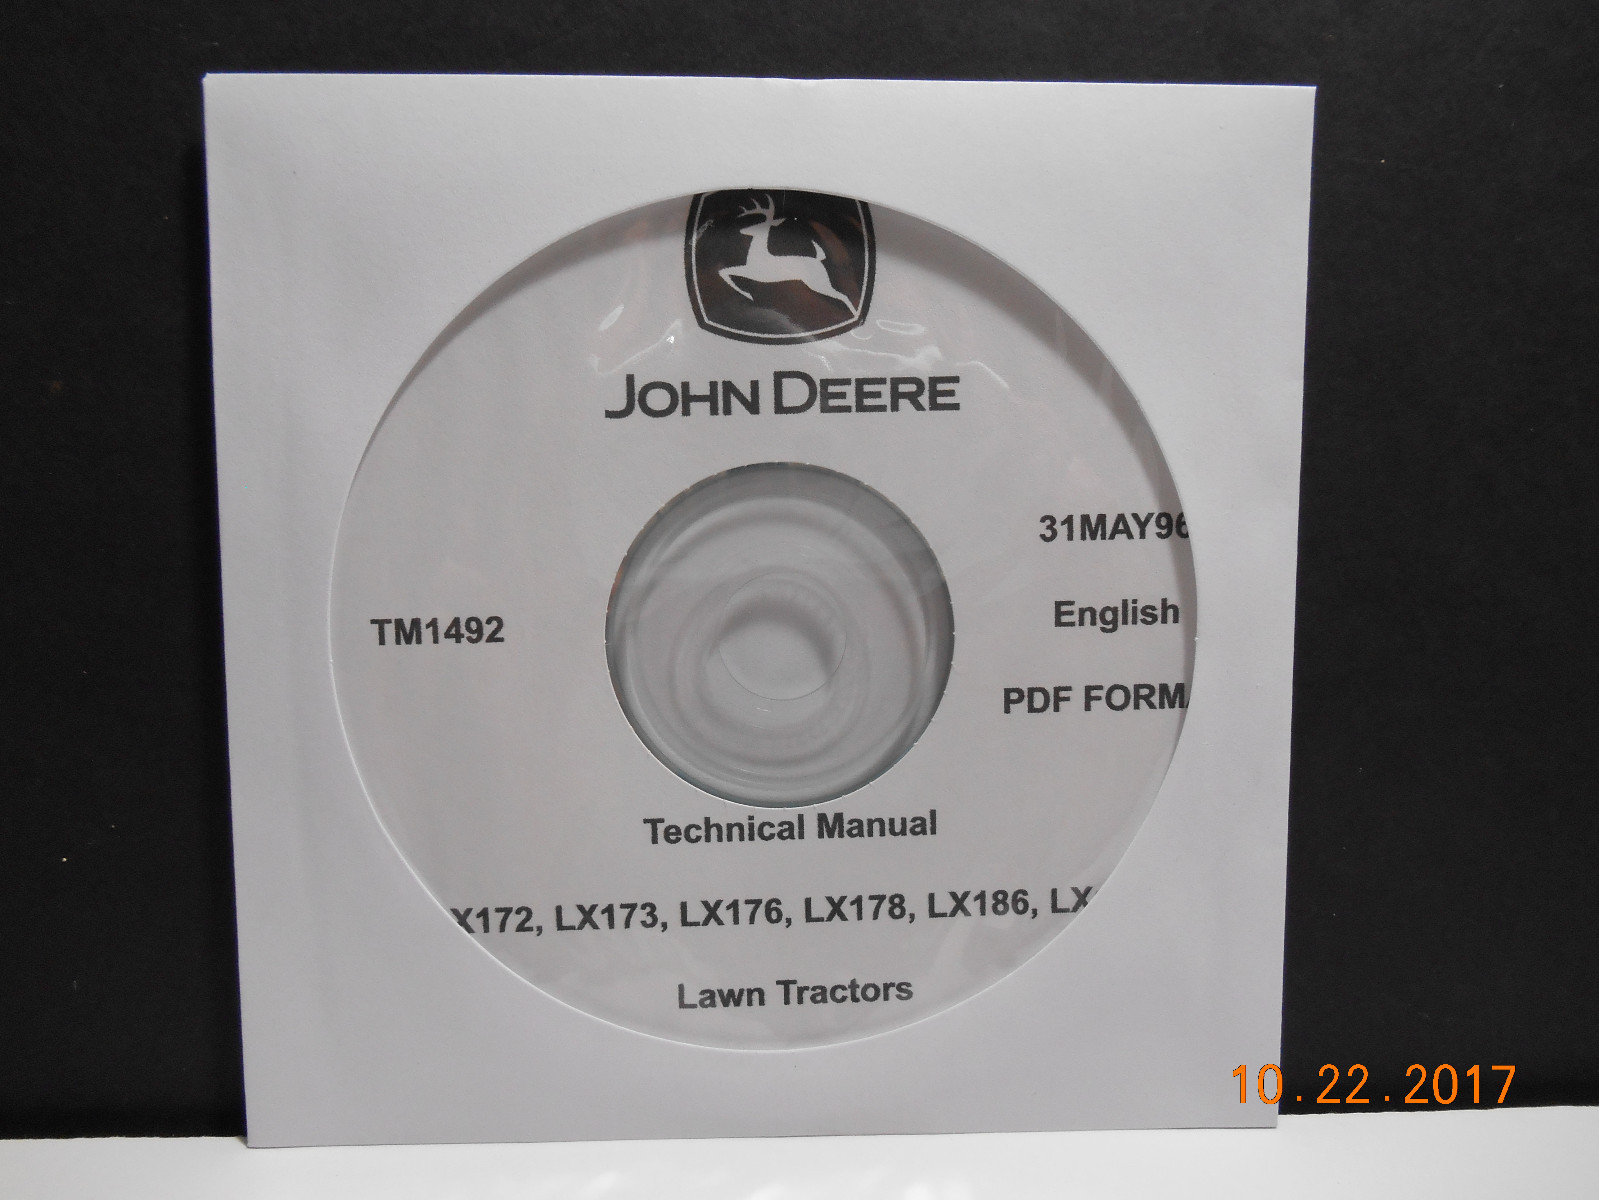 JOHN DEERE
31MAY96
English
PDF FORMA
TM1492
Technical Manual
X172, LX173, LX176, LX178, LX186, LX
Lawn Tractors
10.22.2017